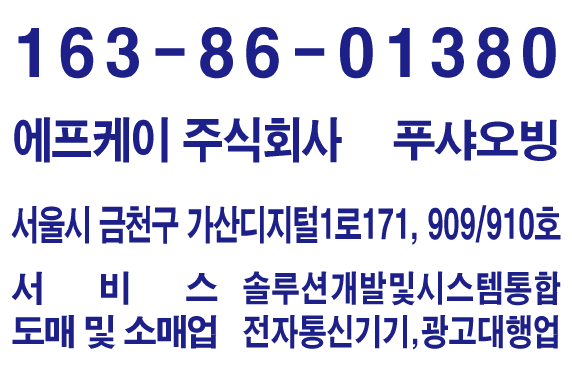 163-86-01380
에프케이 주식회사 푸샤오빙
서울시 금천구 가산디지털1로171, 909/910호
서 비 스 솔루션개발및시스템통합
도매 및 소매업 전자통신기기,광고대행업